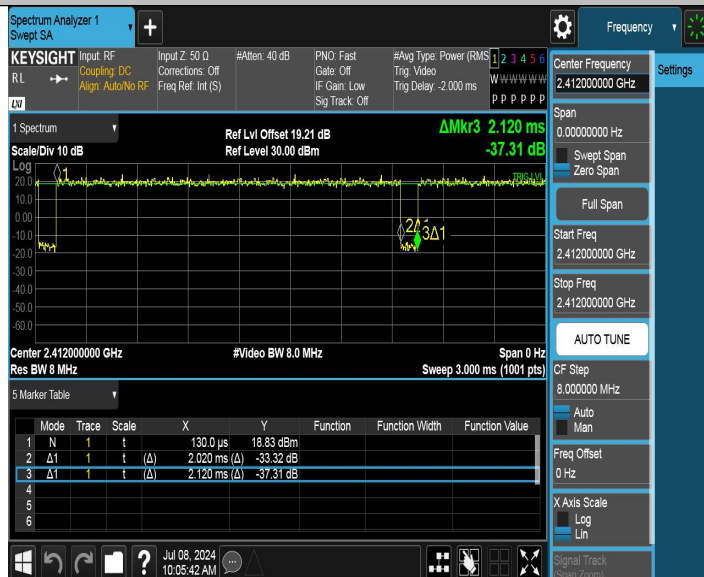 Spectrum Analyzer 1
Swept SA
+
Frequency
KEYSIGHT
RL
LXI
Input: RF
Coupling: DC
Align: Auto/No RF
Input Z: 50 Ω
Corrections: Off
Freq Ref: Int (S)
#Atten: 40 dB
PNO: Fast
Gate: Off
IF Gain: Low
Sig Track: Off
#Avg Type: Power (RMS
Trig: Video
Trig Delay: -2.000 ms
1 2 3 4 5 6
W W W W W W
P P P P P P
1 Spectrum
Scale/Div 10 dB
Ref Lvl Offset 19.21 dB
Ref Level 30.00 dBm
ΔMkr3 2.120 ms
-37.31 dB
Log
20.0
10.0
0.00
-10.0
-20.0
-30.0
-40.0
-50.0
-60.0
1
TRIG LVL
2Δ1
3Δ1
Center 2.412000000 GHz
Res BW 8 MHz
#Video BW 8.0 MHz
Span 0 Hz
Sweep 3.000 ms (1001 pts)
5 Marker Table
Mode Trace Scale X Y Function Function Width Function Value
1 N 1 t 130.0 µs 18.83 dBm
2 Δ1 1 t (Δ) 2.020 ms (Δ) -33.32 dB
3 Δ1 1 t (Δ) 2.120 ms (Δ) -37.31 dB
4
5
6
Jul 08, 2024
10:05:42 AM
?
Center Frequency
2.412000000 GHz
Span
0.00000000 Hz
Swept Span
Zero Span
Full Span
Start Freq
2.412000000 GHz
Stop Freq
2.412000000 GHz
AUTO TUNE
CF Step
8.000000 MHz
Auto
Man
Freq Offset
0 Hz
X Axis Scale
Log
Lin
Signal Track
(Span Zoom)
Settings